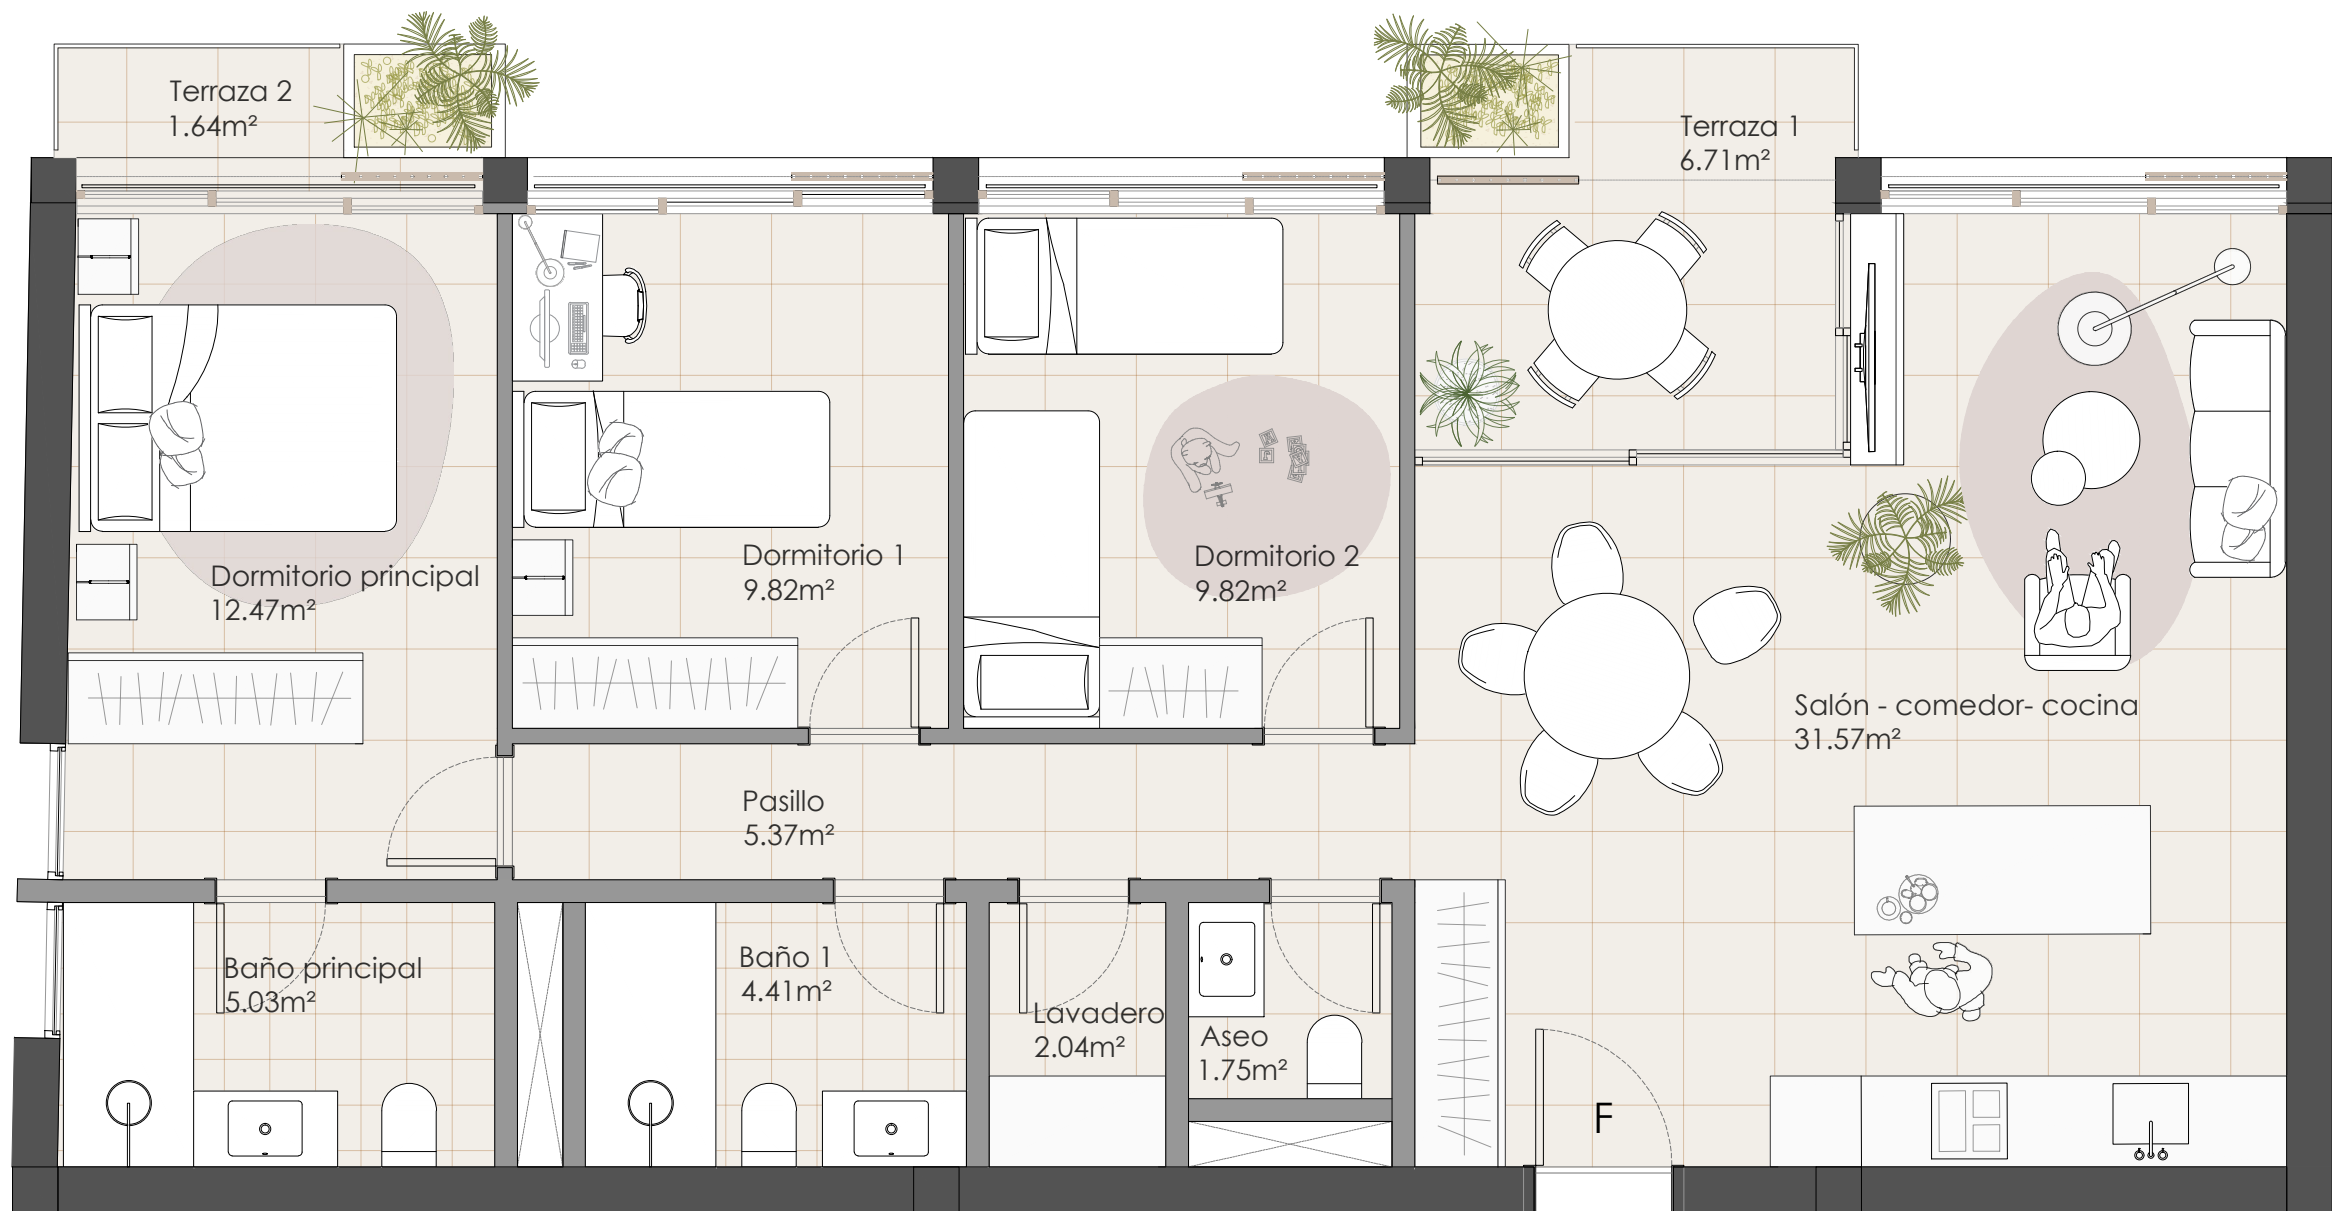 Terraza 2
1.64m²
Terraza 1
6.71m²
Dormitorio principal
12.47m²
Dormitorio 1
9.82m²
Dormitorio 2
9.82m²
Salón - comedor- cocina
31.57m²
Pasillo
5.37m²
Baño principal
5.03m²
Baño 1
4.41m²
Lavadero
2.04m²
Aseo
1.75m²
F